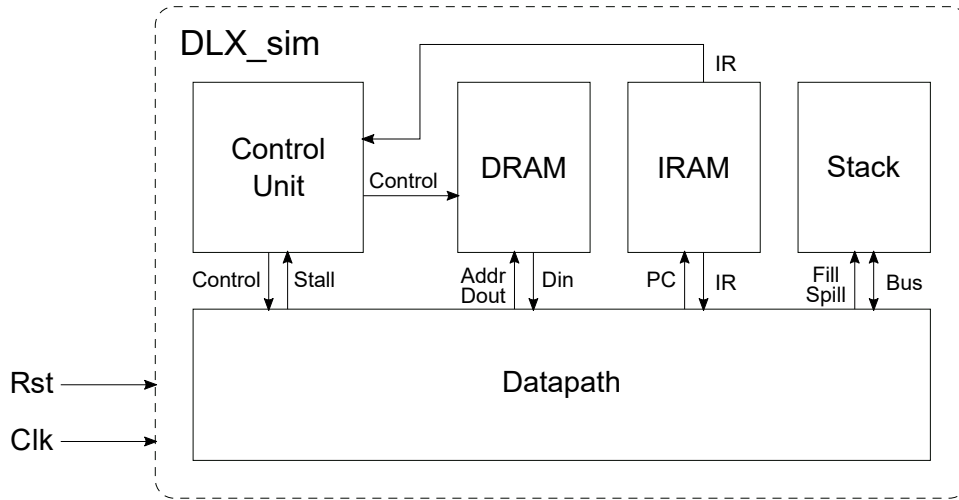 DLX_sim
IR
Control
Unit
Control
DRAM
IRAM
Stack
Control
Stall
Addr
Dout
Din
PC
IR
Fill
Spill
Bus
Datapath
Rst
Clk